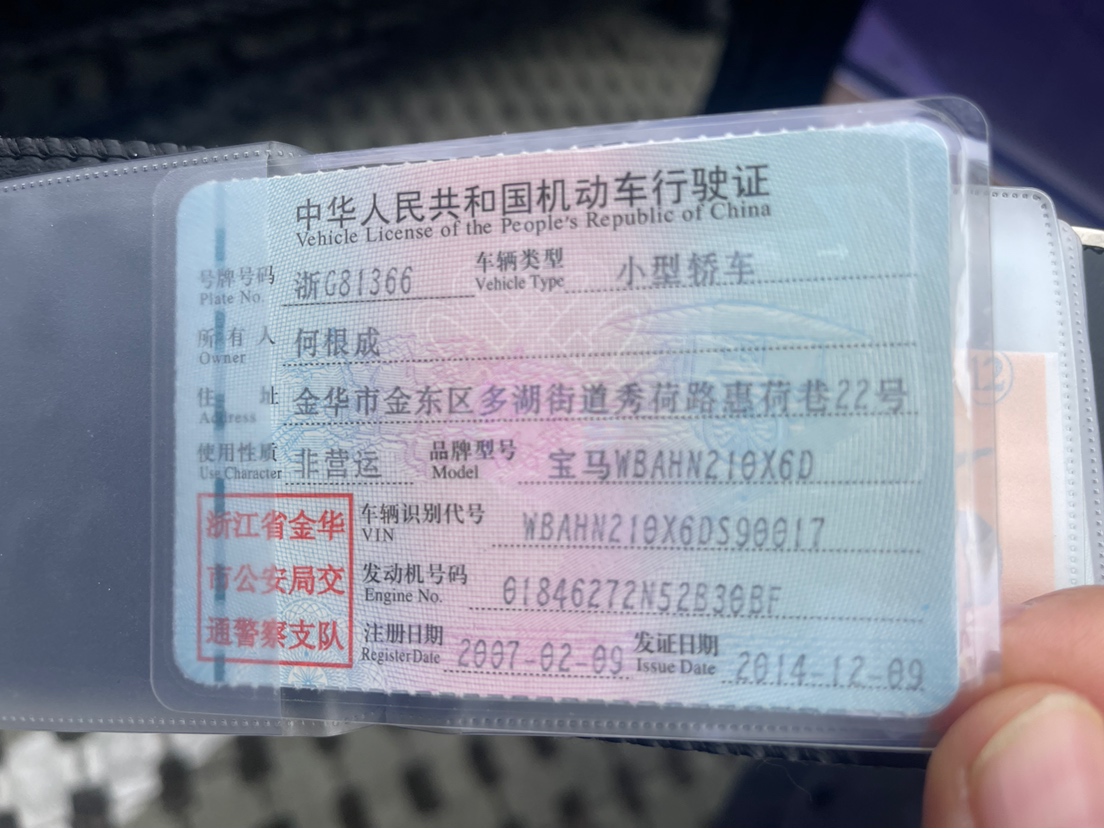 中华人民共和国机动车行驶证
Vehicle License of the People's Republic of China
号牌号码 浙G81366 车辆类型 小型轿车
Plate No. Vehicle Type
所有人 何根成
Owner
住址 金华市金东区多湖街道秀荷路惠荷巷22号
Address
使用性质 非营运 品牌型号 宝马WBAHN210X6D
Use Character Model
浙江省金华
市公安局交
通警察支队
车辆识别代号 WBAHN210X6DS90017
VIN
发动机号码 01846272N52B30BF
Engine No.
注册日期 2007-02-09 发证日期 2014-12-09
Register Date Issue Date
12